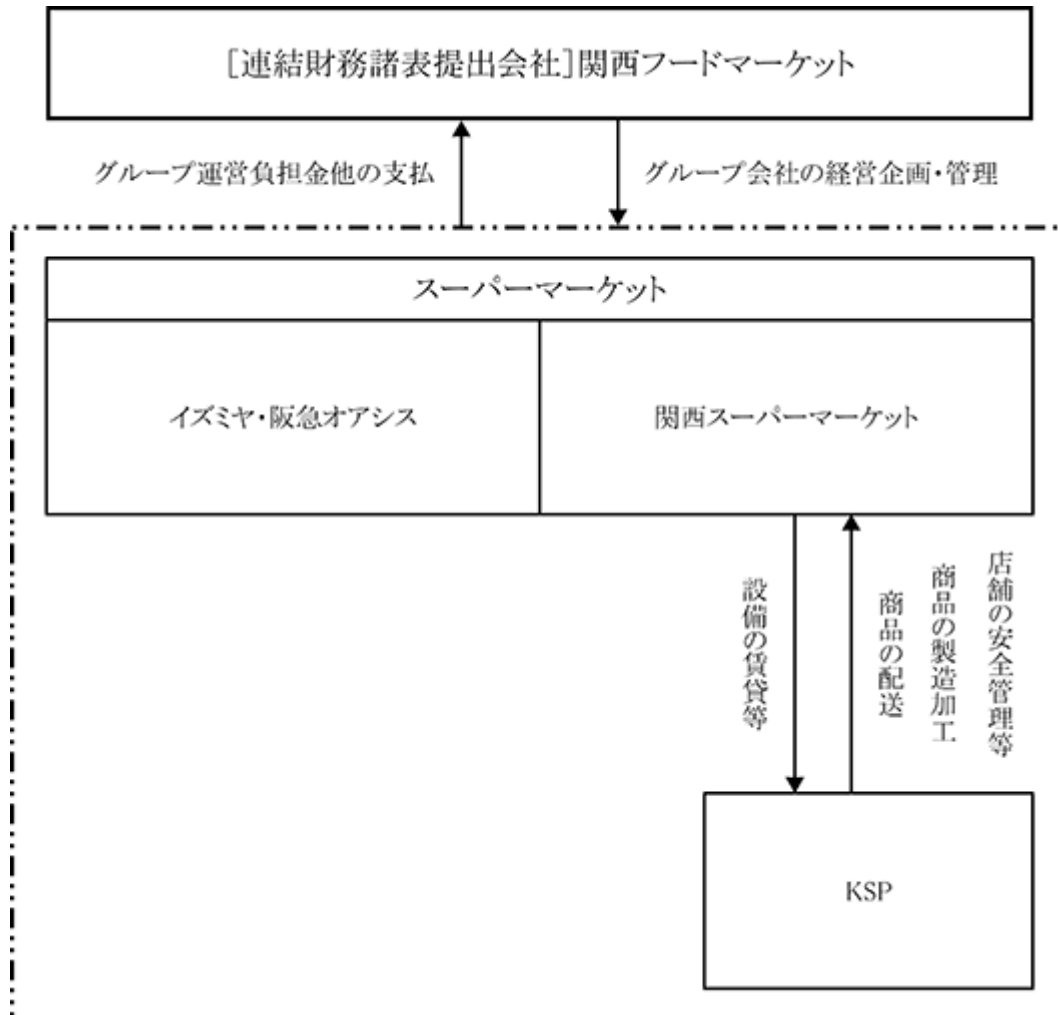 [連結財務諸表提出会社]関西フードマーケット
グループ運営負担金他の支払
グループ会社の経営企画・管理
スーパーマーケット
イズミヤ・阪急オアシス
関西スーパーマーケット
設備の賃貸等
店舗の安全管理等
商品の製造加工
商品の配送
KSP